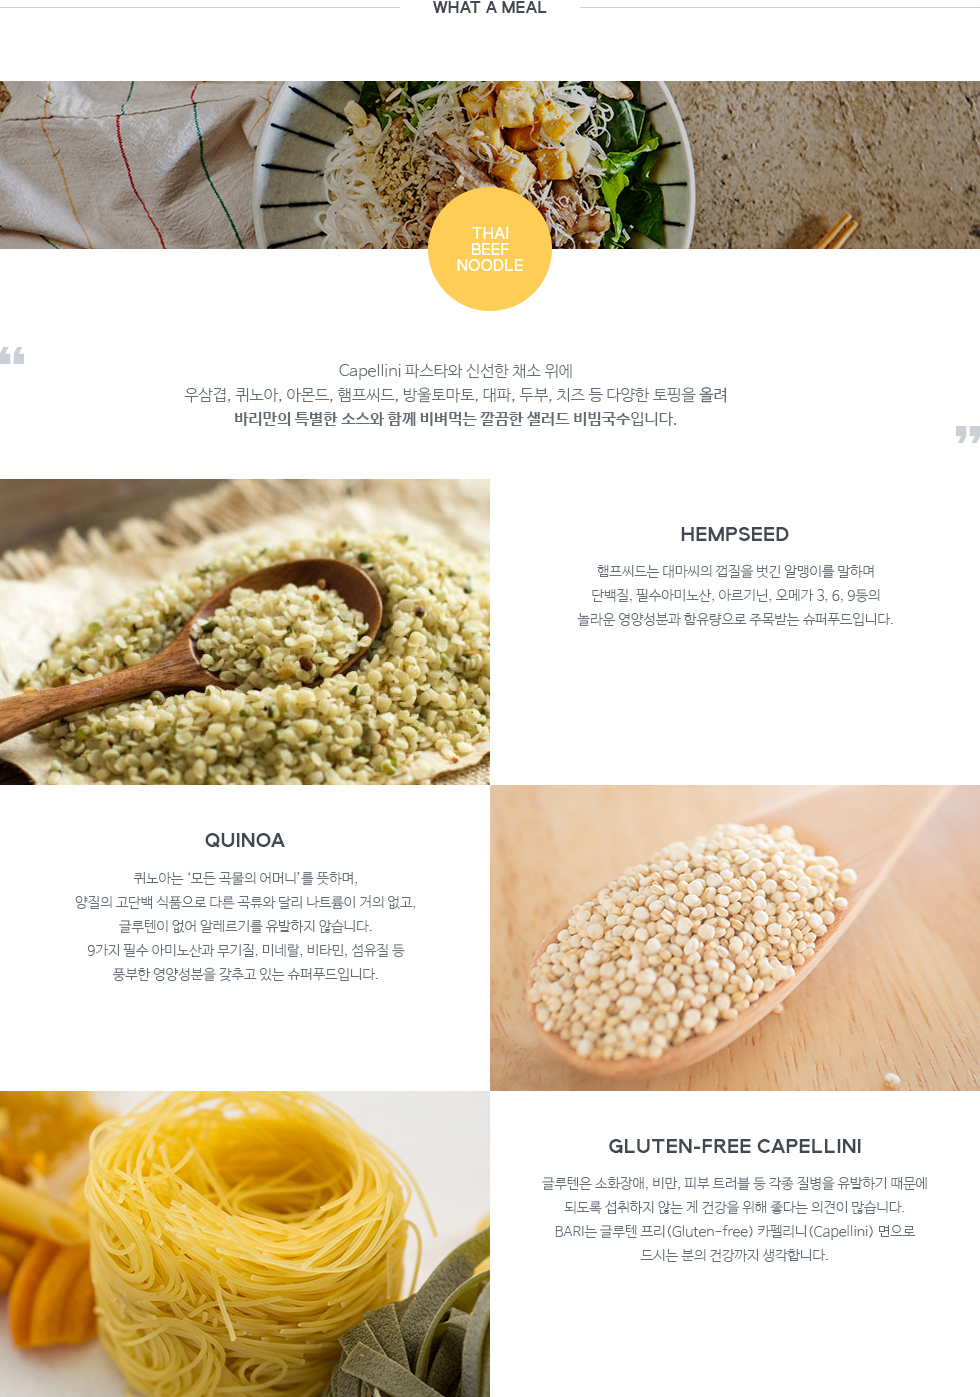 WHAT A MEAL
THAI
BEEF
NOODLE
“
Capellini 파스타와 신선한 채소 위에
우삼겹, 퀴노아, 아몬드, 햄프씨드, 방울토마토, 대파, 두부, 치즈 등 다양한 토핑을 올려
바리만의 특별한 소스와 함께 비벼먹는 깔끔한 샐러드 비빔국수입니다.
”
HEMPSEED
햄프씨드는 대마씨의 껍질을 벗긴 알맹이를 말하며
단백질, 필수아미노산, 아르기닌, 오메가 3, 6, 9등의
놀라운 영양성분과 함유량으로 주목받는 슈퍼푸드입니다.
QUINOA
퀴노아는 ‘모든 곡물의 어머니’를 뜻하며,
양질의 고단백 식품으로 다른 곡류와 달리 나트륨이 거의 없고,
글루텐이 없어 알레르기를 유발하지 않습니다.
9가지 필수 아미노산과 무기질, 미네랄, 비타민, 섬유질 등
풍부한 영양성분을 갖추고 있는 슈퍼푸드입니다.
GLUTEN-FREE CAPELLINI
글루텐은 소화장애, 비만, 피부 트러블 등 각종 질병을 유발하기 때문에
되도록 섭취하지 않는 게 건강을 위해 좋다는 의견이 많습니다.
BARI는 글루텐 프리(Gluten-free) 카펠리니(Capellini) 면으로
드시는 분의 건강까지 생각합니다.